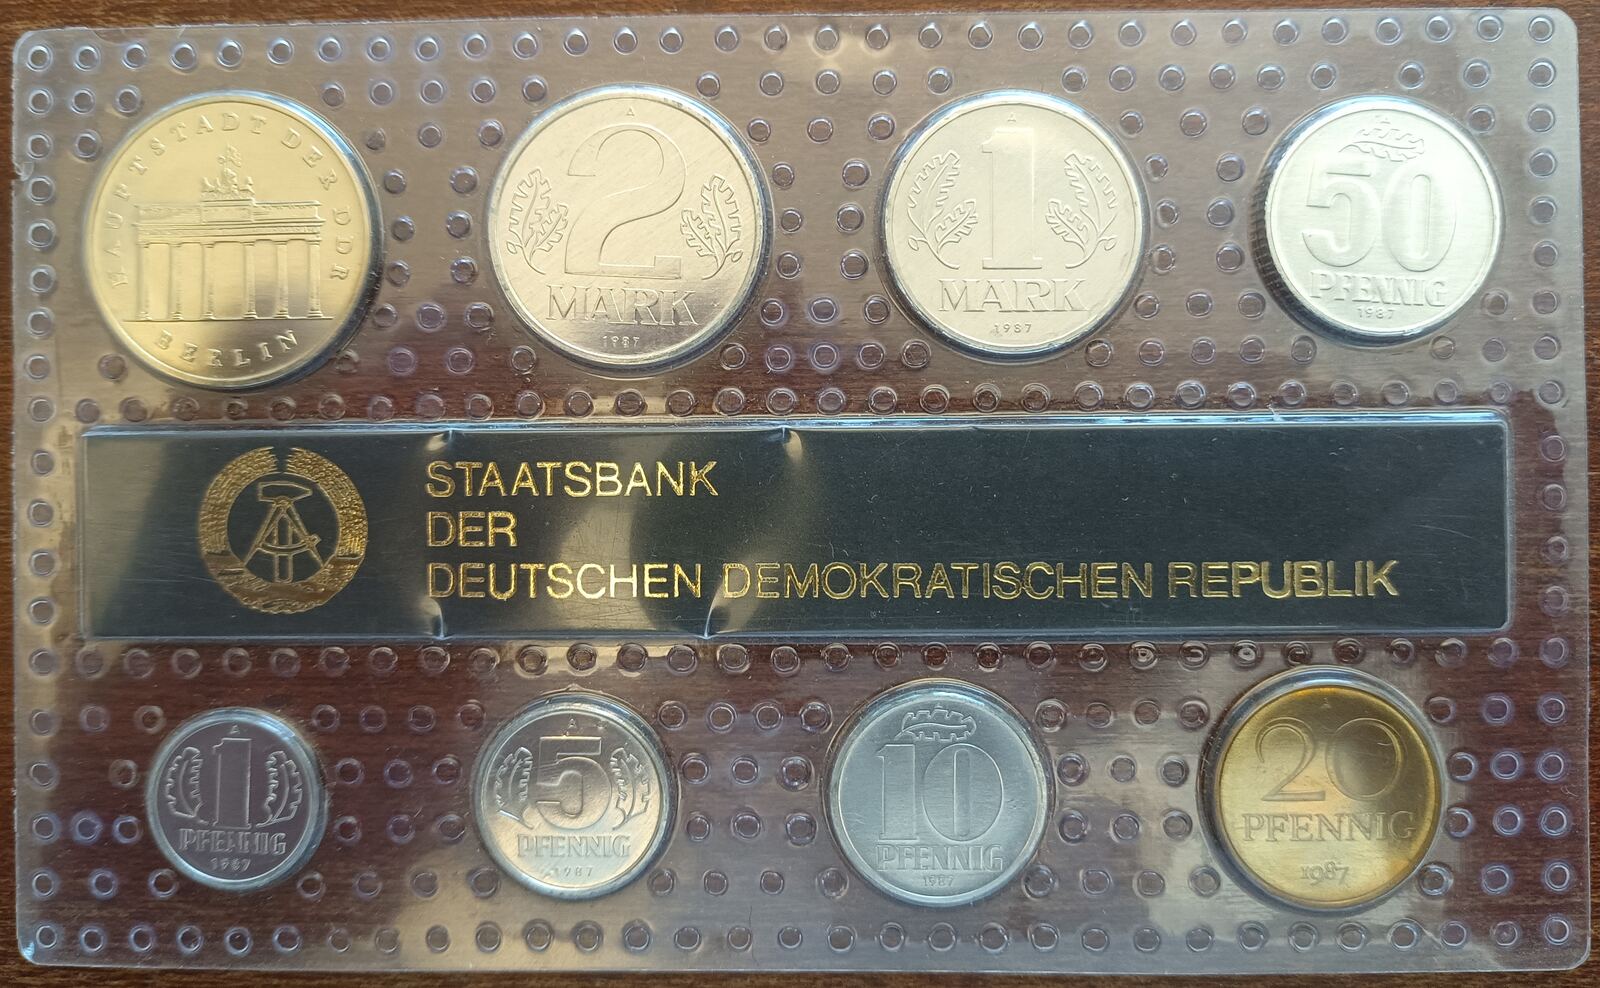 HAUPTSTADT DER DDR
BERLIN
A
2
MARK
1987
A
1
MARK
1987
A
50
PFENNIG
1987
STAATSBANK
DER
DEUTSCHEN DEMOKRATISCHEN REPUBLIK
A
1
PFENNIG
1987
A
5
PFENNIG
1987
A
10
PFENNIG
1987
A
20
PFENNIG
1987